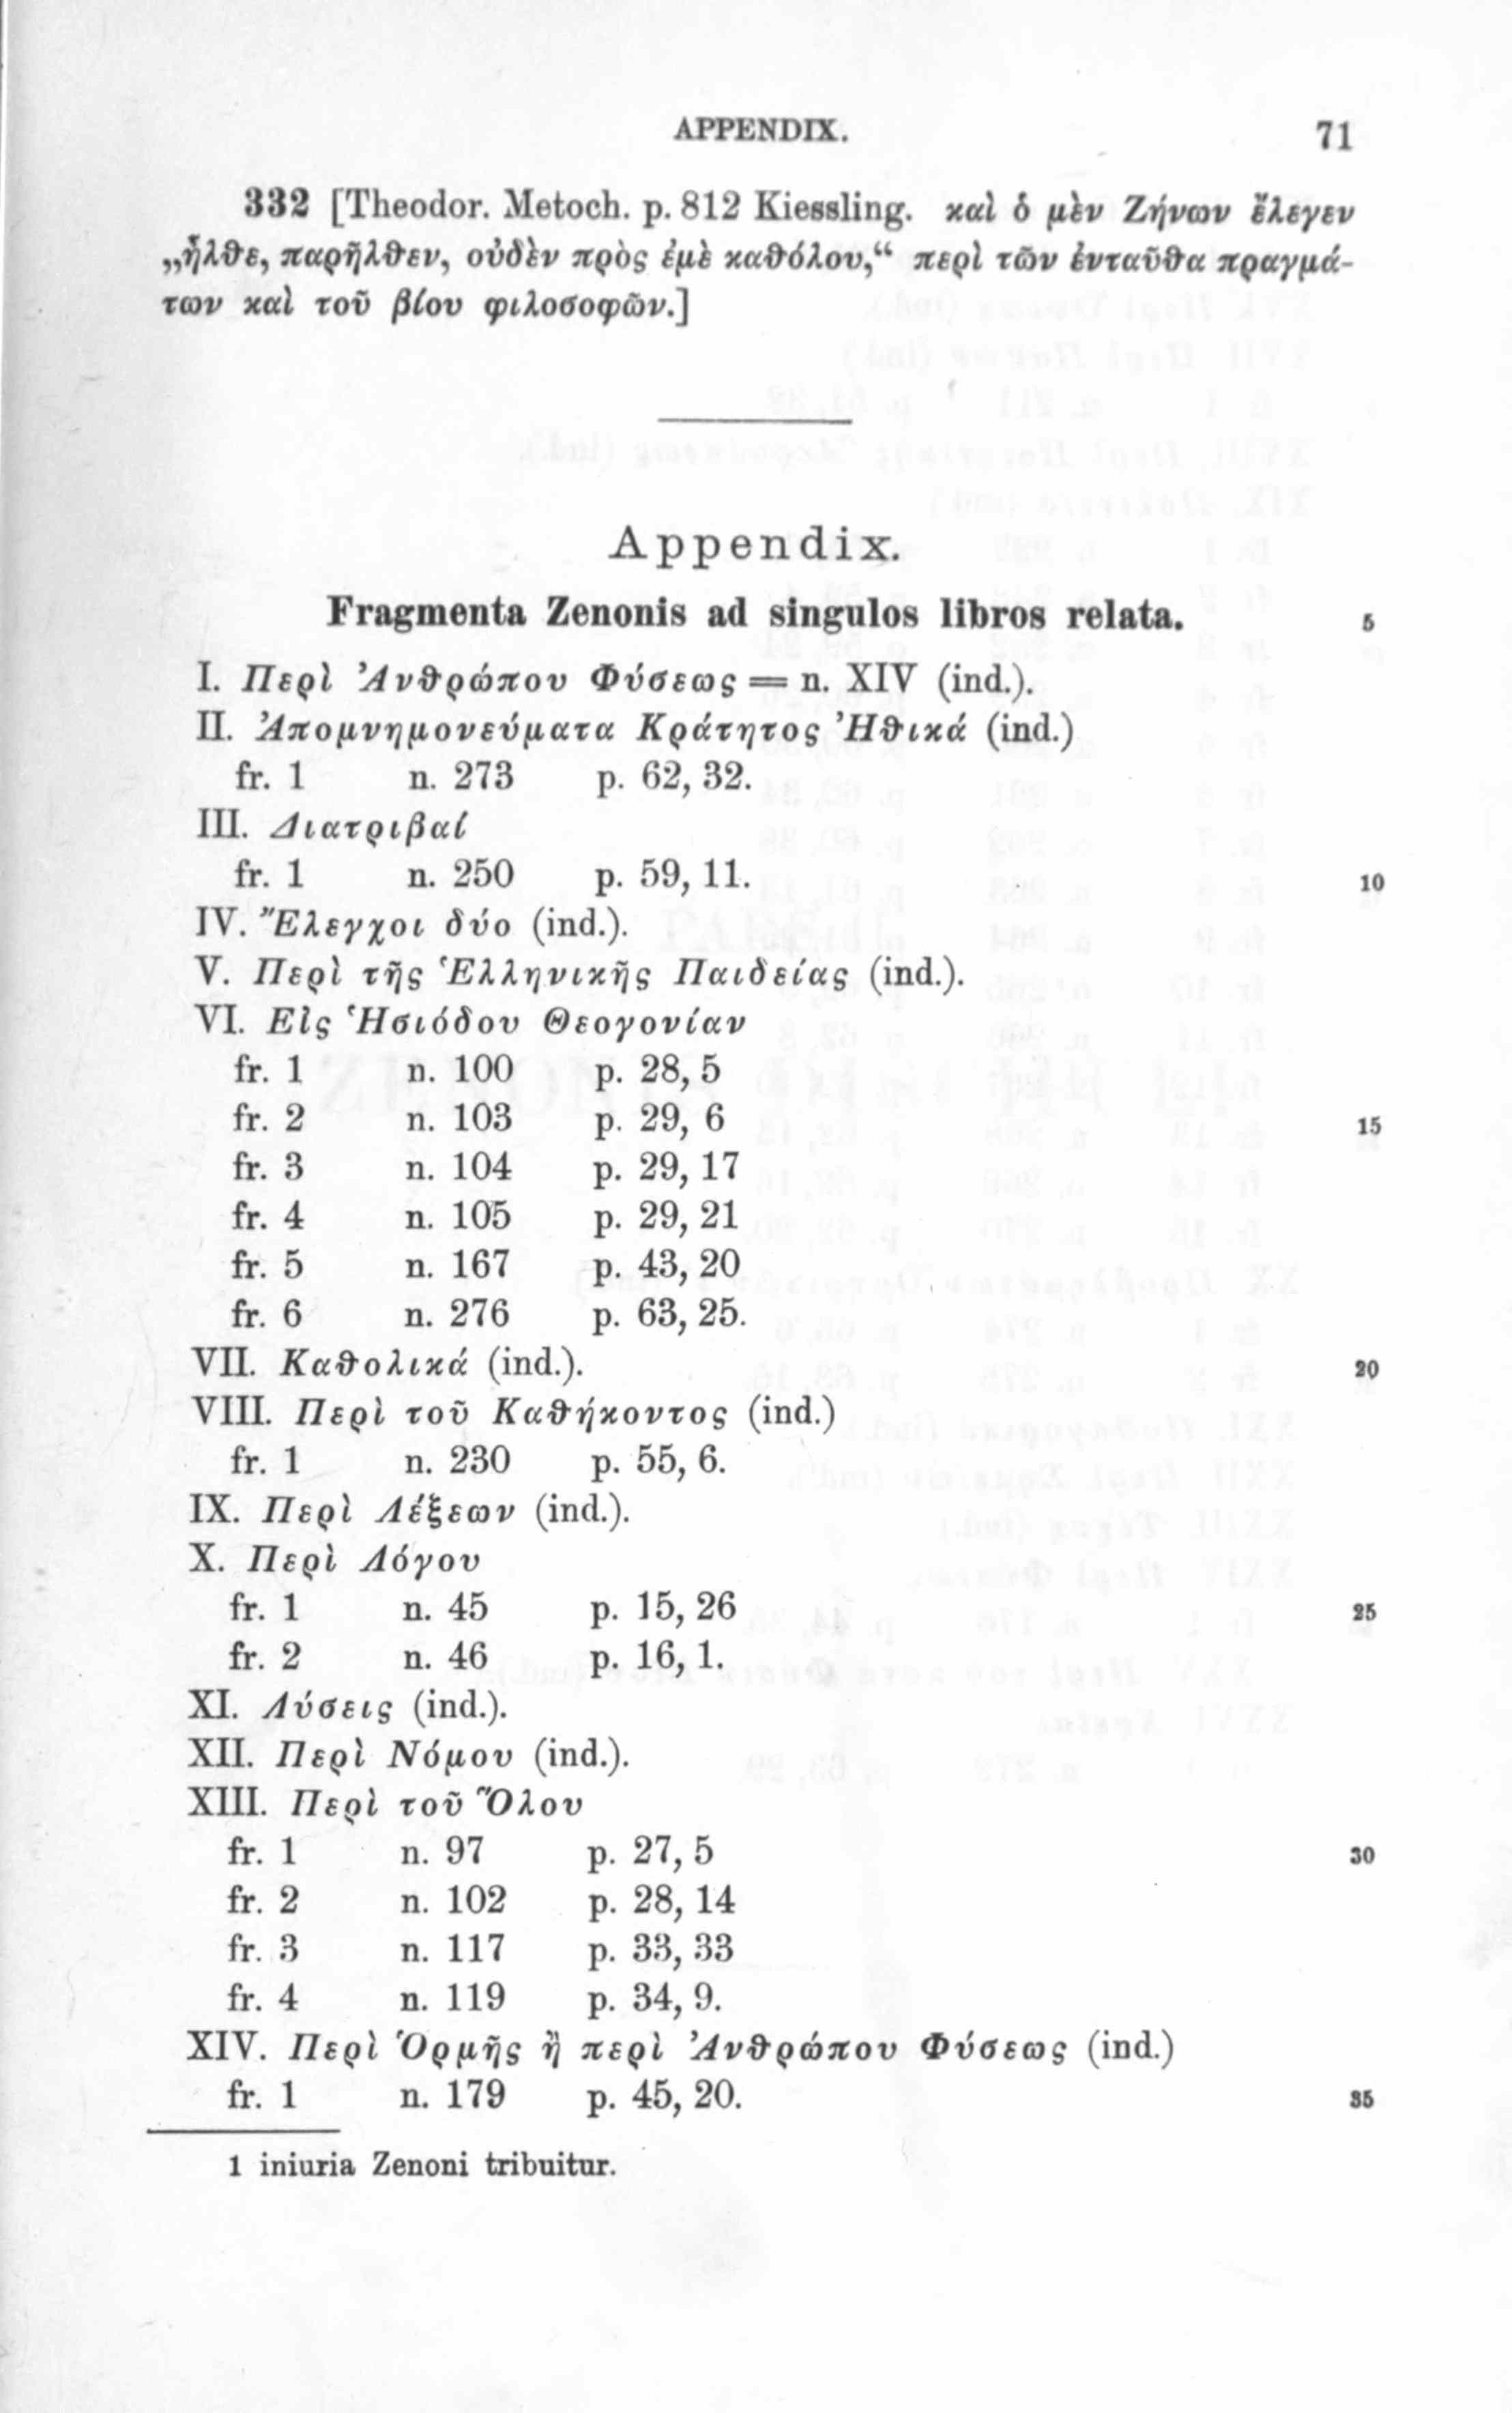 APPENDIX. 71
332 [Theodor. Metoch. p. 812 Kiessling. καὶ ὁ μὲν Ζήνων ἔλεγεν
„ἦλθε, παρῆλθεν, οὐδὲν πρὸς ἐμὲ καθόλου,“ περὶ τῶν ἐνταῦθα πραγμά-
των καὶ τοῦ βίου φιλοσοφῶν.]
Appendix.
Fragmenta Zenonis ad singulos libros relata. 5
I. Περὶ Ἀνθρώπου Φύσεως = n. XIV (ind.).
II. Ἀπομνημονεύματα Κράτητος Ἠθικά (ind.)
fr. 1 n. 273 p. 62, 32.
III. Διατριβαί
fr. 1 n. 250 p. 59, 11. 10
IV. Ἔλεγχοι δύο (ind.).
V. Περὶ τῆς Ἑλληνικῆς Παιδείας (ind.).
VI. Εἰς Ἡσιόδου Θεογονίαν
fr. 1 n. 100 p. 28, 5
fr. 2 n. 103 p. 29, 6 15
fr. 3 n. 104 p. 29, 17
fr. 4 n. 105 p. 29, 21
fr. 5 n. 167 p. 43, 20
fr. 6 n. 276 p. 63, 25.
VII. Καθολικά (ind.). 20
VIII. Περὶ τοῦ Καθήκοντος (ind.)
fr. 1 n. 230 p. 55, 6.
IX. Περὶ Λέξεων (ind.).
X. Περὶ Λόγου
fr. 1 n. 45 p. 15, 26 25
fr. 2 n. 46 p. 16, 1.
XI. Λύσεις (ind.).
XII. Περὶ Νόμου (ind.).
XIII. Περὶ τοῦ Ὅλου
fr. 1 n. 97 p. 27, 5 30
fr. 2 n. 102 p. 28, 14
fr. 3 n. 117 p. 33, 33
fr. 4 n. 119 p. 34, 9.
XIV. Περὶ Ὁρμῆς ἢ περὶ Ἀνθρώπου Φύσεως (ind.)
fr. 1 n. 179 p. 45, 20. 35
1 iniuria Zenoni tribuitur.